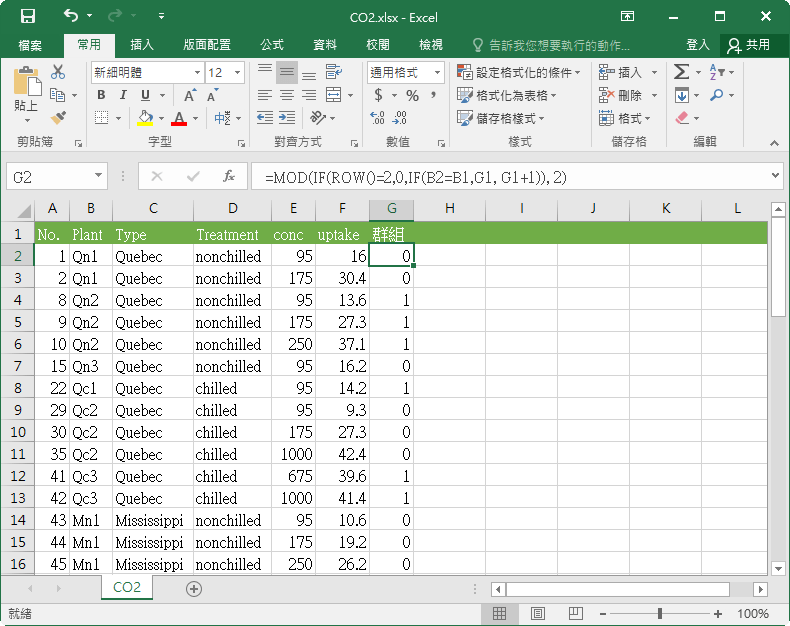 CO2.xlsx - Excel
檔案 常用 插入 版面配置 公式 資料 校閱 檢視 告訴我您想要執行的動作... 登入 共用
貼上
新細明體 12
B I U A A
A 中
通用格式
$ % ,
.00 .00
設定格式化的條件
格式化為表格
儲存格樣式
插入
刪除
格式
剪貼簿 字型 對齊方式 數值 樣式 儲存格 編輯
G2 fx =MOD(IF(ROW()=2,0,IF(B2=B1,G1, G1+1)), 2)
A B C D E F G H I J K L
1 No. Plant Type Treatment conc uptake 群組
2 1 Qn1 Quebec nonchilled 95 16 0
3 2 Qn1 Quebec nonchilled 175 30.4 0
4 8 Qn2 Quebec nonchilled 95 13.6 1
5 9 Qn2 Quebec nonchilled 175 27.3 1
6 10 Qn2 Quebec nonchilled 250 37.1 1
7 15 Qn3 Quebec nonchilled 95 16.2 0
8 22 Qc1 Quebec chilled 95 14.2 1
9 29 Qc2 Quebec chilled 95 9.3 0
10 30 Qc2 Quebec chilled 175 27.3 0
11 35 Qc2 Quebec chilled 1000 42.4 0
12 41 Qc3 Quebec chilled 675 39.6 1
13 42 Qc3 Quebec chilled 1000 41.4 1
14 43 Mn1 Mississippi nonchilled 95 10.6 0
15 44 Mn1 Mississippi nonchilled 175 19.2 0
16 45 Mn1 Mississippi nonchilled 250 26.2 0
CO2
就緒 100%